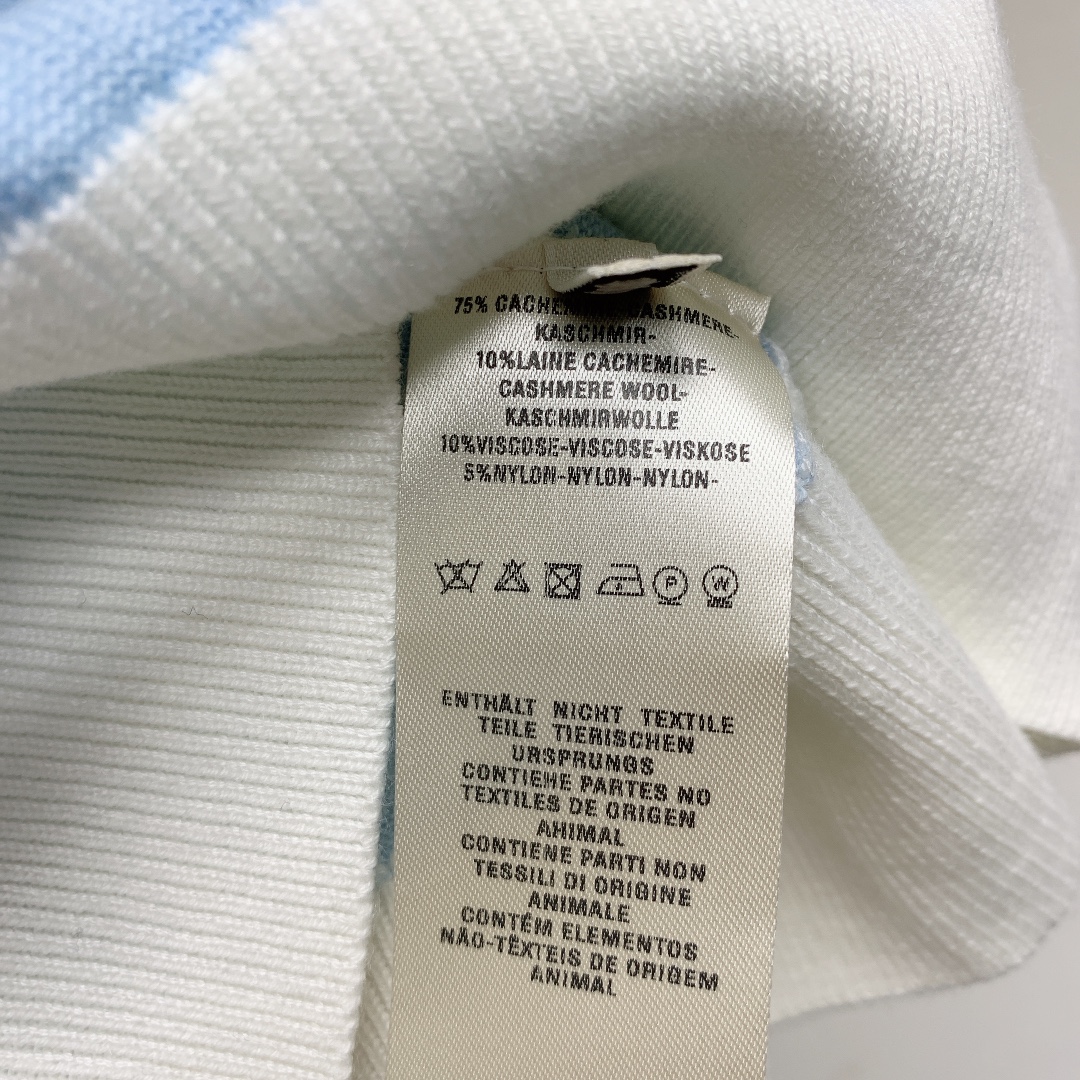 75% CACHE ASHMERE-
KASCHMIR-
10%LAINE CACHEMIRE-
CASHMERE WOOL-
KASCHMIRWOLLE
10%VISCOSE-VISCOSE-VISKOSE
5%NYLON-NYLON-NYLON-
P W
ENTHÄLT NICHT TEXTILE
TEILE TIERISCHEN
URSPRUNGS
CONTIEHE PARTES NO
TEXTILES DE ORIGEN
AHIMAL
CONTIENE PARTI NON
TESSILI DI ORIGINE
ANIMALE
CONTÉM ELEMENTOS
NÃO-TÊXTEIS DE ORIGEM
ANIMAL